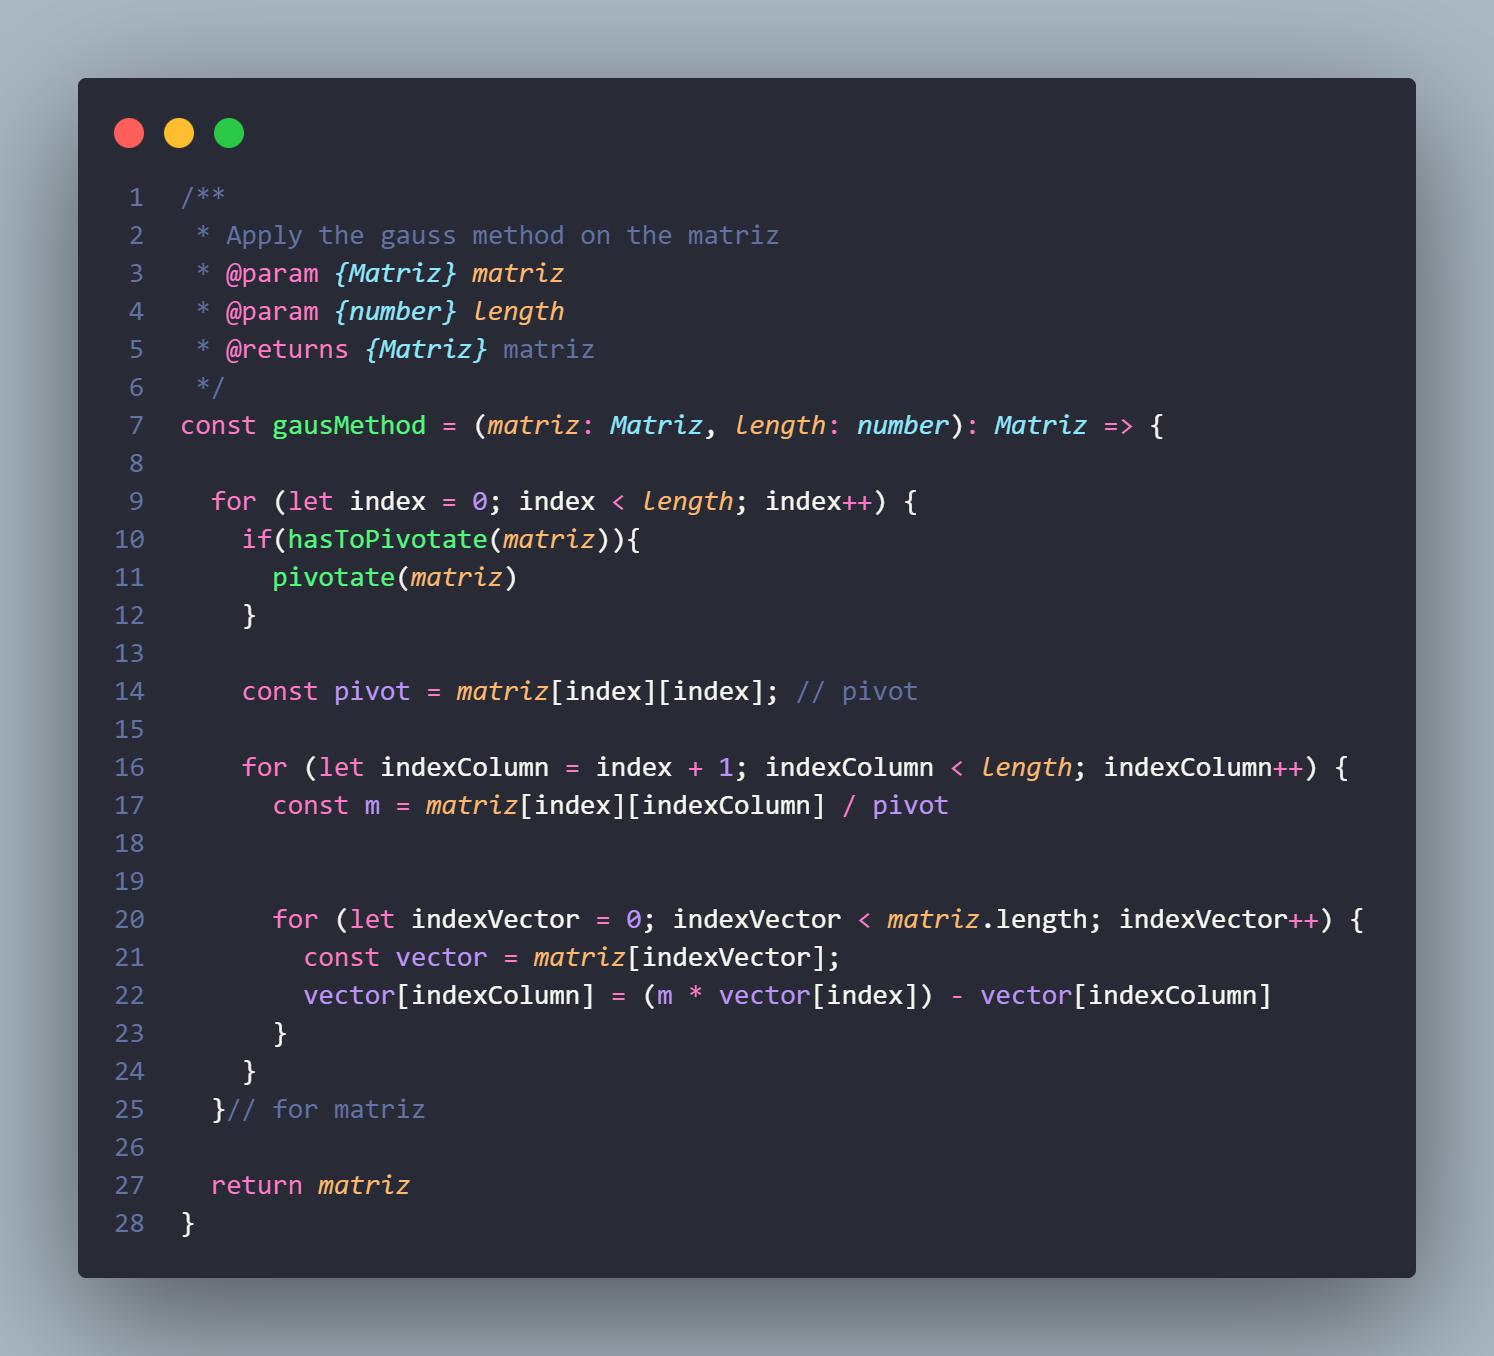 1 /**
2  * Apply the gauss method on the matriz
3  * @param {Matriz} matriz
4  * @param {number} length
5  * @returns {Matriz} matriz
6  */
7 const gausMethod = (matriz: Matriz, length: number): Matriz => {
8
9   for (let index = 0; index < length; index++) {
10     if(hasToPivotate(matriz)){
11       pivotate(matriz)
12     }
13
14     const pivot = matriz[index][index]; // pivot
15
16     for (let indexColumn = index + 1; indexColumn < length; indexColumn++) {
17       const m = matriz[index][indexColumn] / pivot
18
19
20       for (let indexVector = 0; indexVector < matriz.length; indexVector++) {
21         const vector = matriz[indexVector];
22         vector[indexColumn] = (m * vector[index]) - vector[indexColumn]
23       }
24     }
25   }// for matriz
26
27   return matriz
28 }